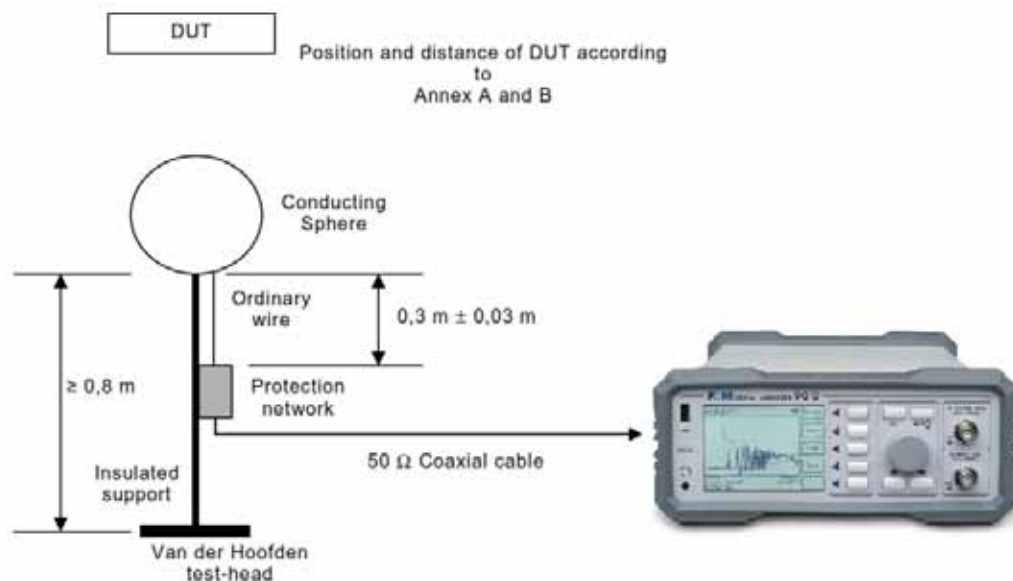 DUT
Position and distance of DUT according
to
Annex A and B
Conducting
Sphere
Ordinary
wire
0,3 m ± 0,03 m
≥ 0,8 m
Protection
network
50 Ω Coaxial cable
Insulated
support
Van der Hoofden
test-head